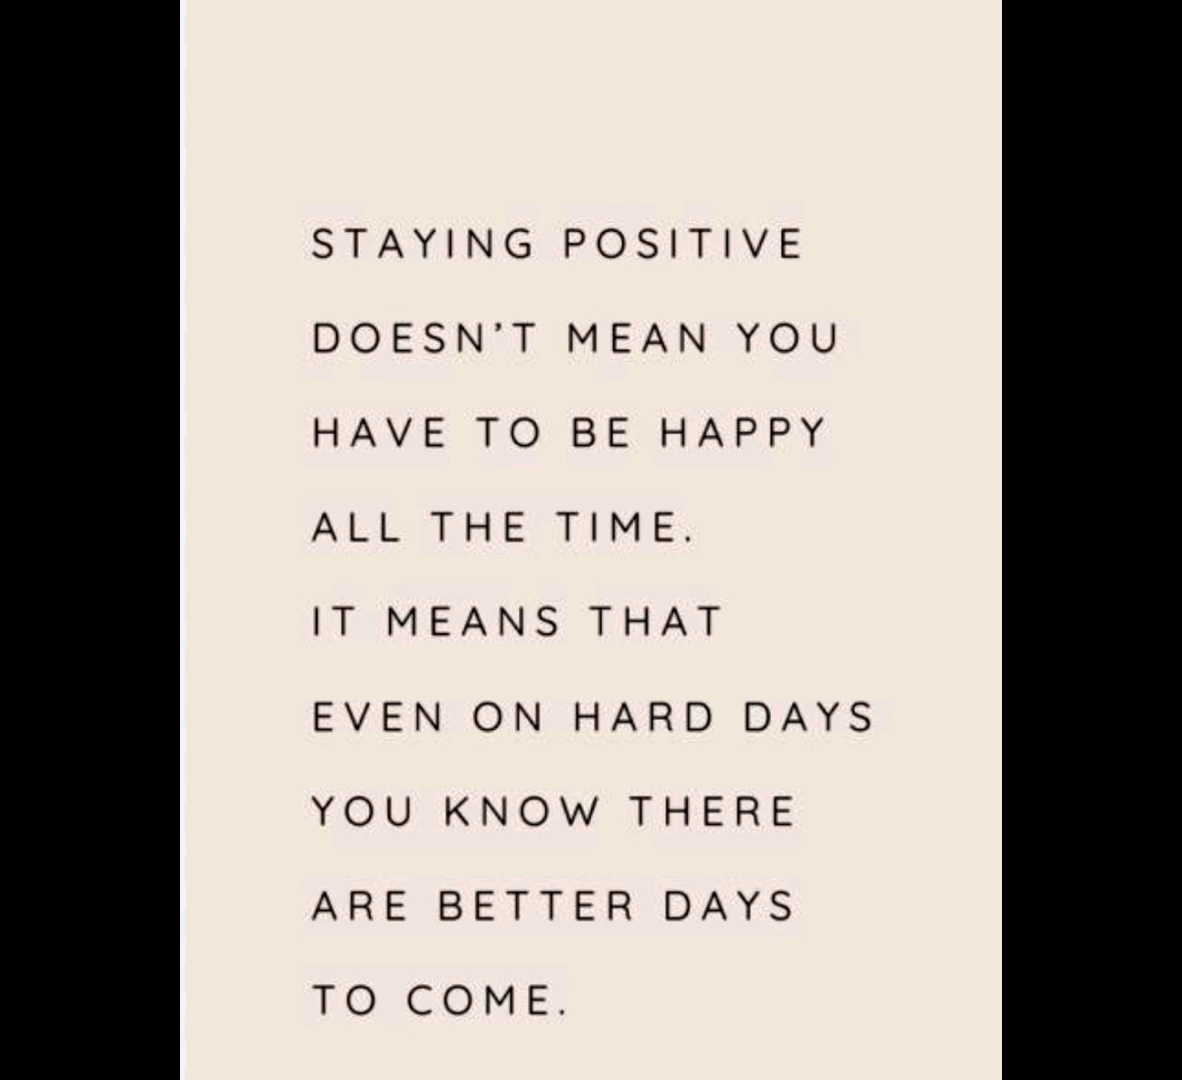 STAYING POSITIVE
DOESN’T MEAN YOU
HAVE TO BE HAPPY
ALL THE TIME.
IT MEANS THAT
EVEN ON HARD DAYS
YOU KNOW THERE
ARE BETTER DAYS
TO COME.